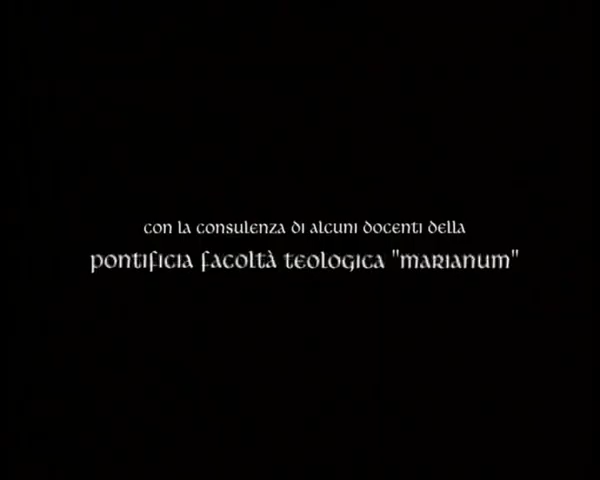 con la consulenza di alcuni docenti della
pontificia facoltà teologica "marianum"